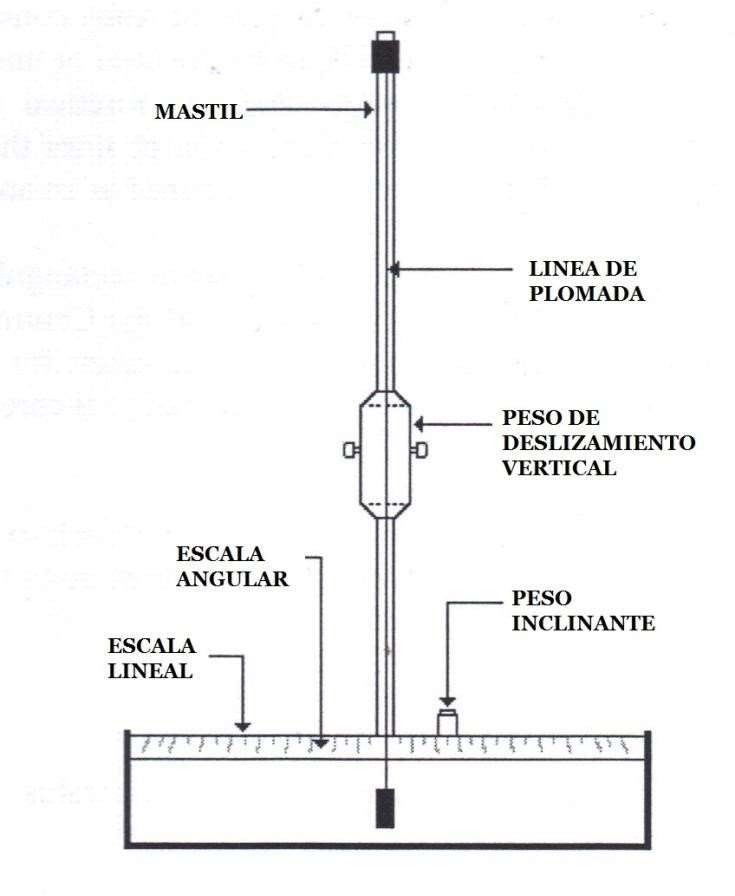 MASTIL
LINEA DE
PLOMADA
PESO DE
DESLIZAMIENTO
VERTICAL
ESCALA
ANGULAR
PESO
INCLINANTE
ESCALA
LINEAL